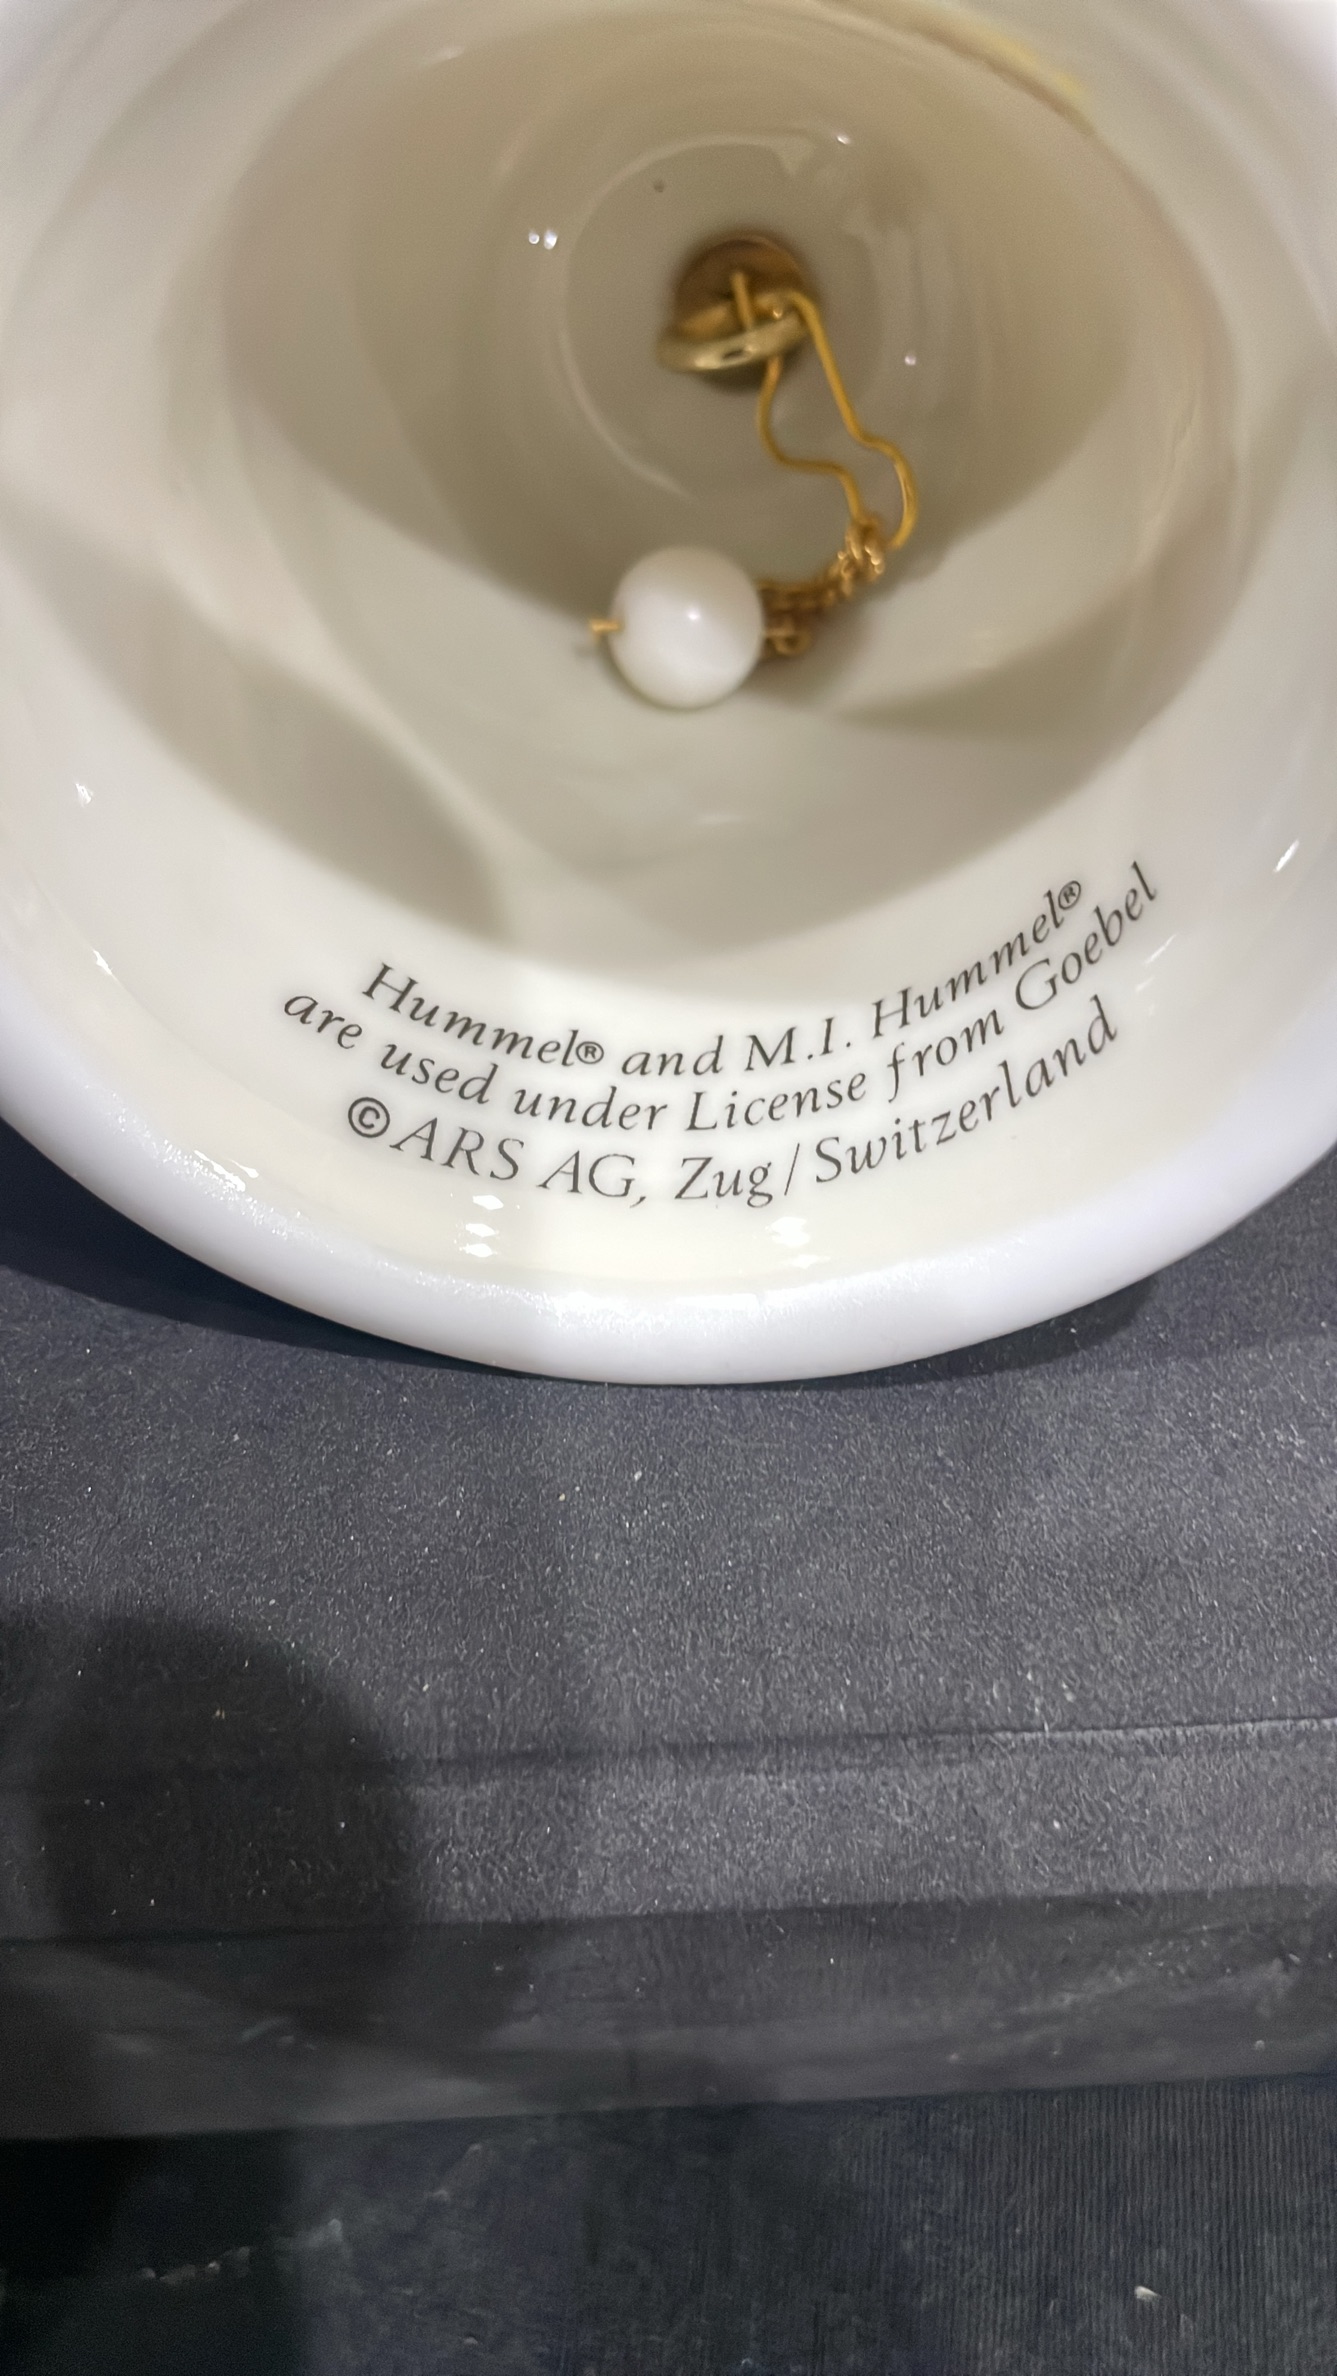 Hummel® and M.I. Hummel®
are used under License from Goebel
©ARS AG, Zug/Switzerland